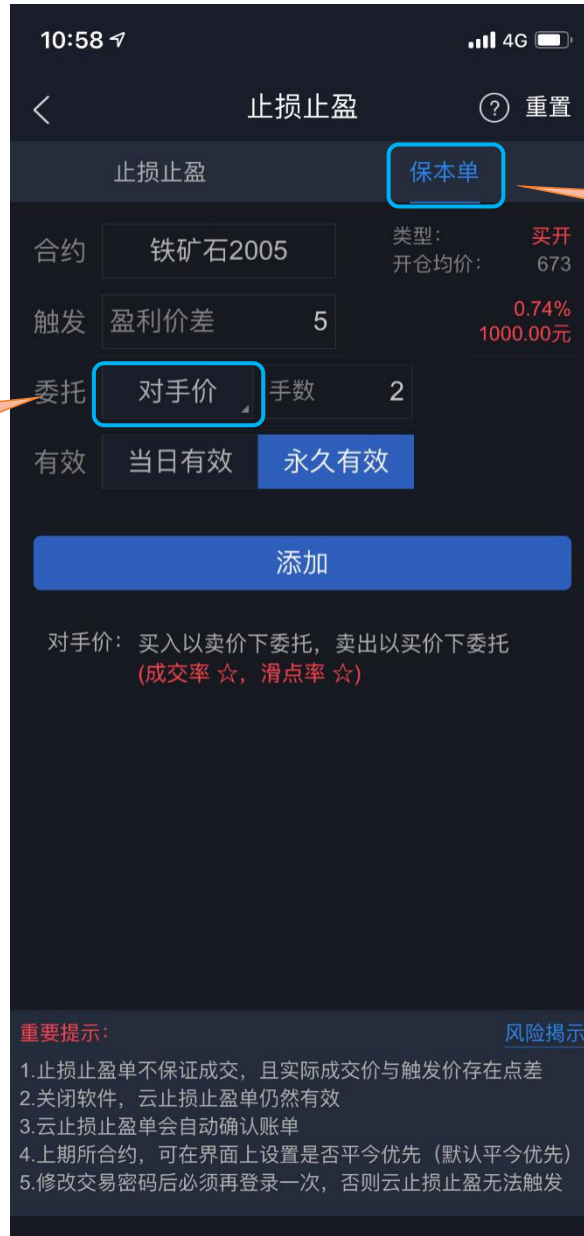 10:58 4G
止损止盈 ? 重置
止损止盈 保本单
合约 铁矿石2005 类型: 买开
开仓均价: 673
触发 盈利价差 5 0.74%
1000.00元
委托 对手价 手数 2
有效 当日有效 永久有效
添加
对手价: 买入以卖价下委托, 卖出以买价下委托
(成交率 ☆, 滑点率 ☆)
重要提示: 风险揭示
1.止损止盈单不保证成交, 且实际成交价与触发价存在点差
2.关闭软件, 云止损止盈单仍然有效
3.云止损止盈单会自动确认账单
4.上期所合约, 可在界面上设置是否平今优先 (默认平今优先)
5.修改交易密码后必须再登录一次, 否则云止损止盈无法触发